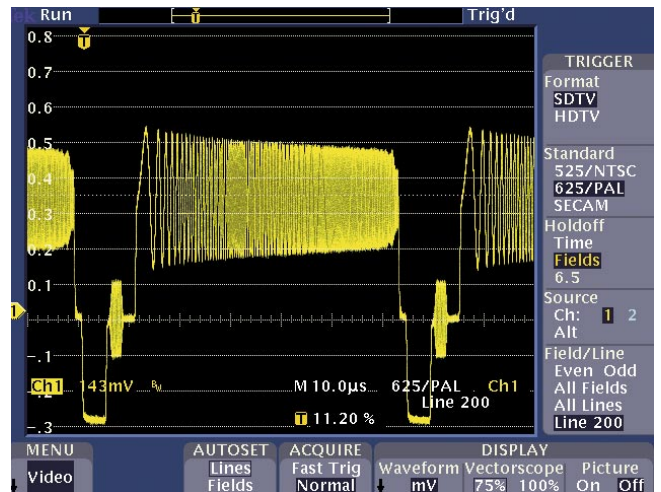 Tek Run Trig'd
T
T
0.8
0.7
0.6
0.5
0.4
0.3
0.2
0.1
1
-.1
-.2
-.3
Ch1 143mV BW M 10.0µs 625/PAL Ch1
Line 200
T 11.20 %
TRIGGER
Format
SDTV
HDTV
Standard
525/NTSC
625/PAL
SECAM
Holdoff
Time
Fields
6.5
Source
Ch: 1 2
Alt
Field/Line
Even Odd
All Fields
All Lines
Line 200
MENU
Video
AUTOSET
Lines
Fields
ACQUIRE
Fast Trig
Normal
DISPLAY
Waveform
mV
Vectorscope
75% 100%
Picture
On Off